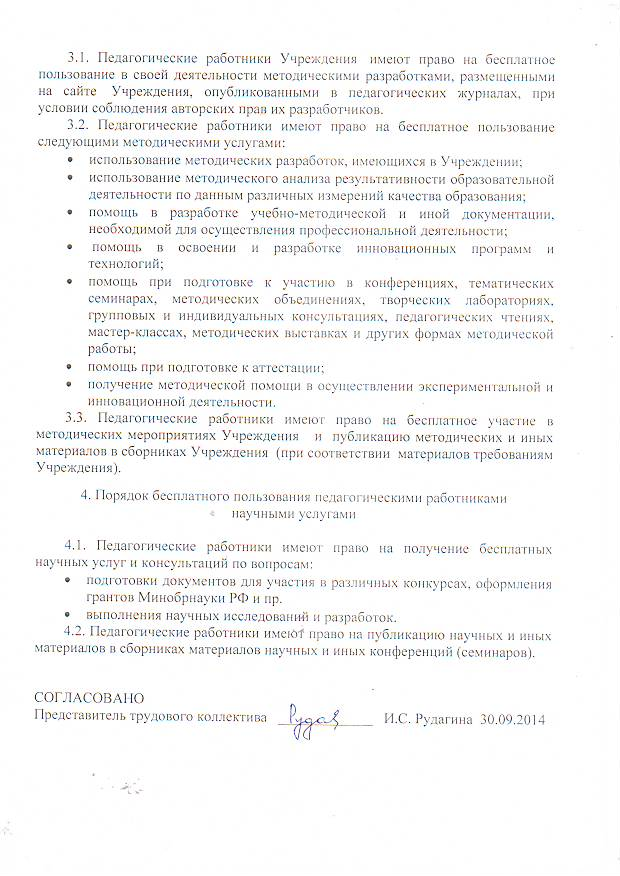 3.1. Педагогические работники Учреждения имеют право на бесплатное
пользование в своей деятельности методическими разработками, размещенными
на сайте Учреждения, опубликованными в педагогических журналах, при
условии соблюдения авторских прав их разработчиков.
3.2. Педагогические работники имеют право на бесплатное пользование
следующими методическими услугами:
• использование методических разработок, имеющихся в Учреждении;
• использование методического анализа результативности образовательной
деятельности по данным различных измерений качества образования;
• помощь в разработке учебно-методической и иной документации,
необходимой для осуществления профессиональной деятельности;
• помощь в освоении и разработке инновационных программ и
технологий;
• помощь при подготовке к участию в конференциях, тематических
семинарах, методических объединениях, творческих лабораториях,
групповых и индивидуальных консультациях, педагогических чтениях,
мастер-классах, методических выставках и других формах методической
работы;
• помощь при подготовке к аттестации;
• получение методической помощи в осуществлении экспериментальной и
инновационной деятельности.
3.3. Педагогические работники имеют право на бесплатное участие в
методических мероприятиях Учреждения и публикацию методических и иных
материалов в сборниках Учреждения (при соответствии материалов требованиям
Учреждения).
4. Порядок бесплатного пользования педагогическими работниками
научными услугами
4.1. Педагогические работники имеют право на получение бесплатных
научных услуг и консультаций по вопросам:
• подготовки документов для участия в различных конкурсах, оформления
грантов Минобрнауки РФ и пр.
• выполнения научных исследований и разработок.
4.2. Педагогические работники имеют право на публикацию научных и иных
материалов в сборниках материалов научных и иных конференций (семинаров).
СОГЛАСОВАНО
Представитель трудового коллектива Рудаг И.С. Рудагина 30.09.2014